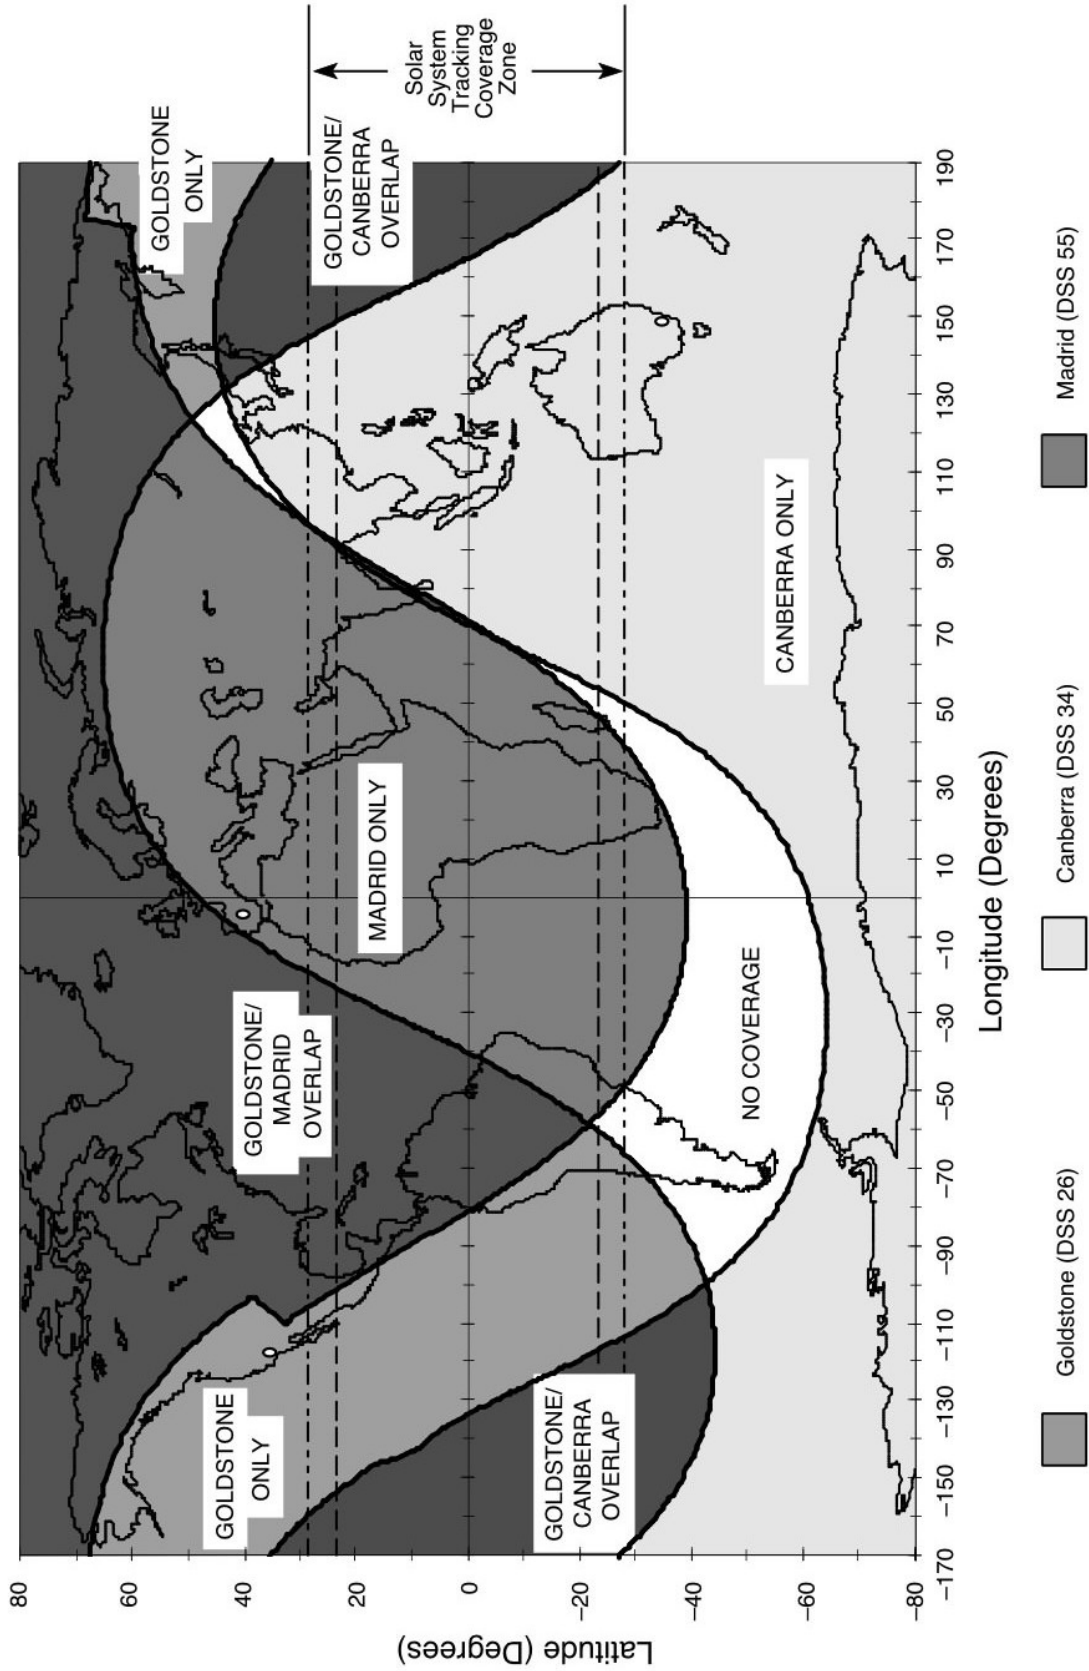 Solar
System
Tracking
Coverage
Zone
GOLDSTONE
ONLY
GOLDSTONE/
CANBERRA
OVERLAP
GOLDSTONE/
MADRID
OVERLAP
MADRID ONLY
GOLDSTONE
ONLY
GOLDSTONE/
CANBERRA
OVERLAP
NO COVERAGE
CANBERRA ONLY
Latitude (Degrees)
80
60
40
20
0
−20
−40
−60
−80
−170
−150
−130
−110
−90
−70
−50
−30
−10
10
30
50
70
90
110
130
150
170
190
Longitude (Degrees)
Goldstone (DSS 26)
Canberra (DSS 34)
Madrid (DSS 55)